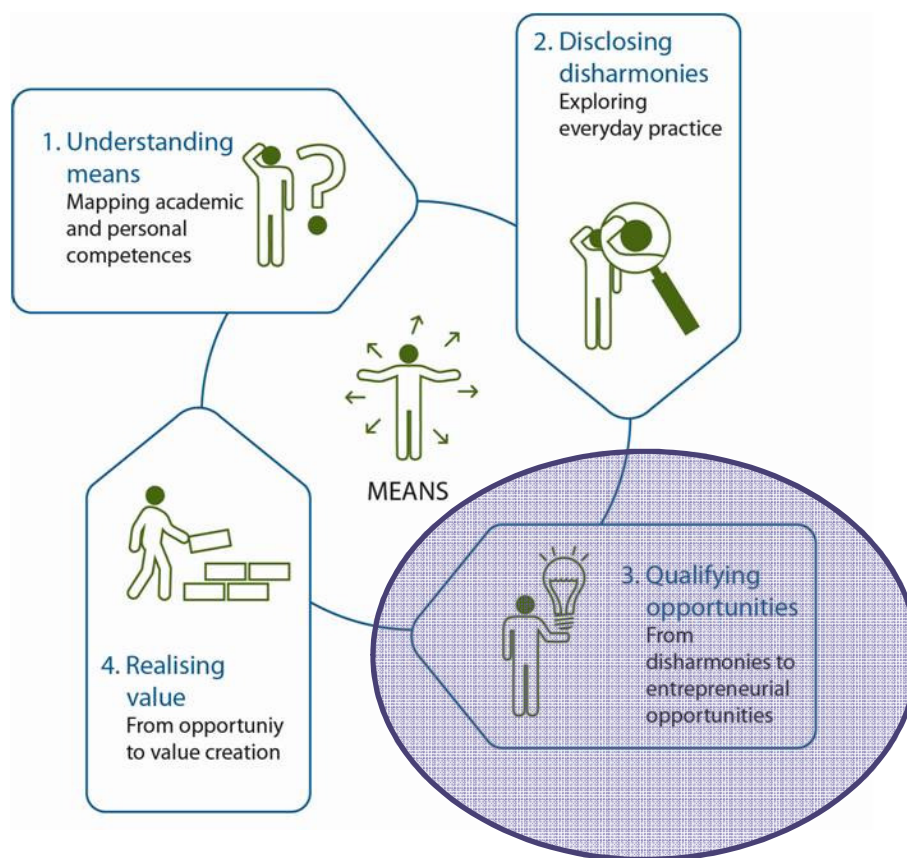 1. Understanding
means
Mapping academic
and personal
competences
2. Disclosing
disharmonies
Exploring
everyday practice
MEANS
3. Qualifying
opportunities
From
disharmonies to
entrepreneurial
opportunities
4. Realising
value
From opportuniy
to value creation